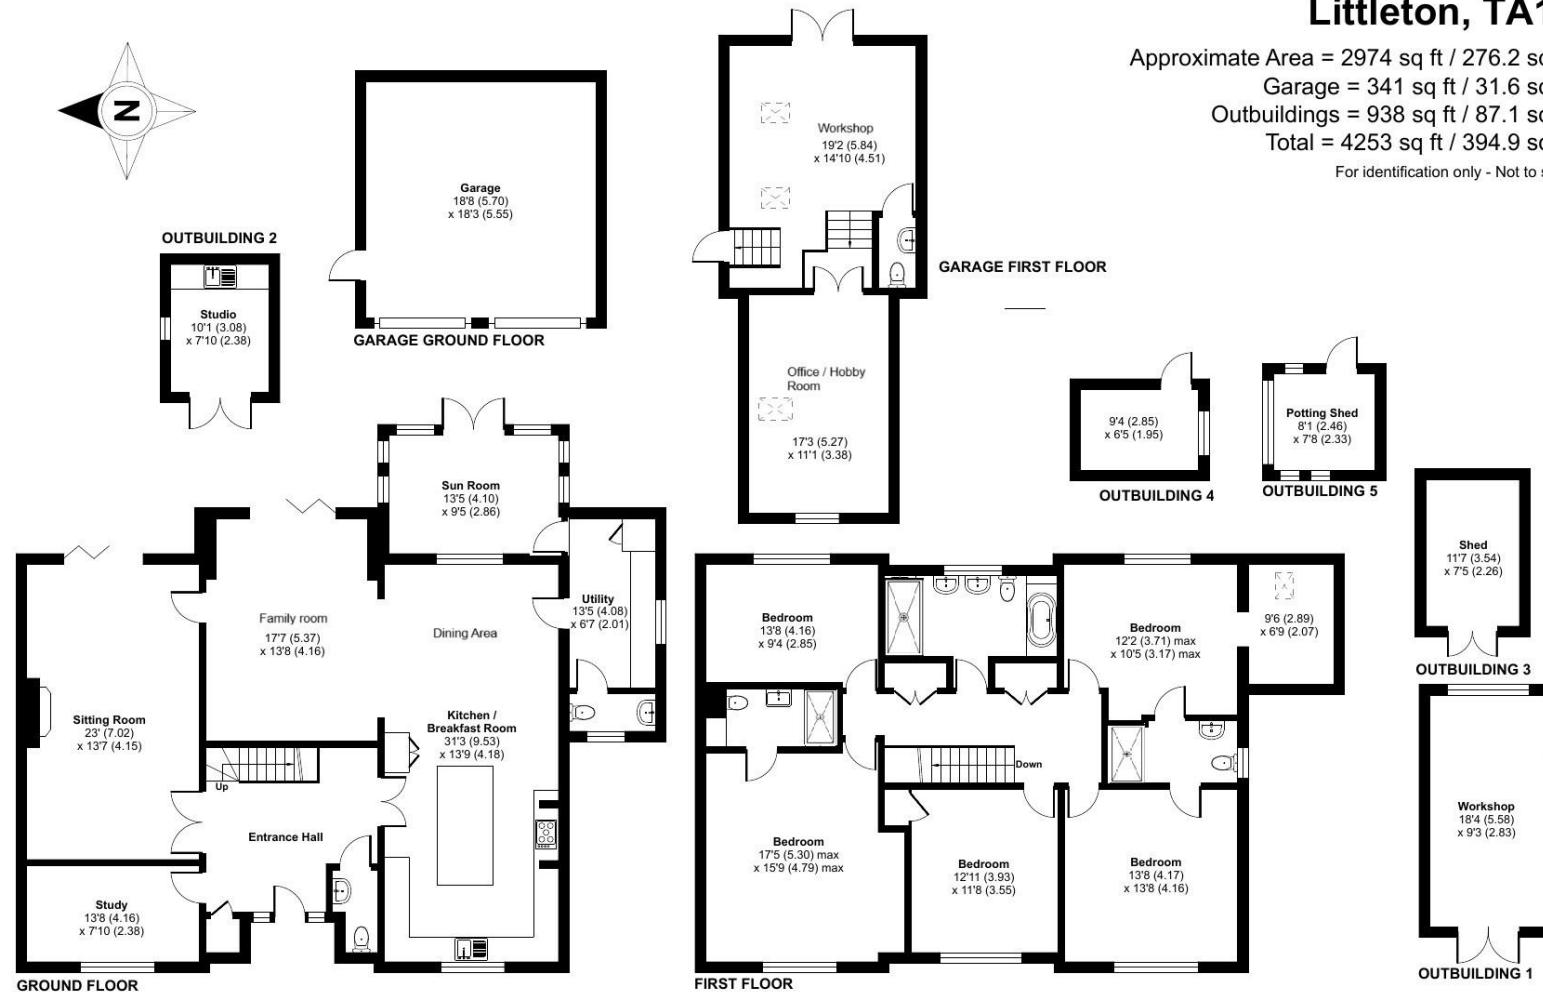 Littleton, TA1
Approximate Area = 2974 sq ft / 276.2 sq
Garage = 341 sq ft / 31.6 sq
Outbuildings = 938 sq ft / 87.1 sq
Total = 4253 sq ft / 394.9 sq
For identification only - Not to s
N
Garage
18'8 (5.70)
x 18'3 (5.55)
GARAGE GROUND FLOOR
OUTBUILDING 2
Studio
10'1 (3.08)
x 7'10 (2.38)
Workshop
19'2 (5.84)
x 14'10 (4.51)
GARAGE FIRST FLOOR
Office / Hobby
Room
17'3 (5.27)
x 11'1 (3.38)
9'4 (2.85)
x 6'5 (1.95)
OUTBUILDING 4
Potting Shed
8'1 (2.46)
x 7'8 (2.33)
OUTBUILDING 5
Shed
11'7 (3.54)
x 7'5 (2.26)
OUTBUILDING 3
Workshop
18'4 (5.58)
x 9'3 (2.83)
OUTBUILDING 1
Sun Room
13'5 (4.10)
x 9'5 (2.86)
Utility
13'5 (4.08)
x 6'7 (2.01)
Family room
17'7 (5.37)
x 13'8 (4.16)
Dining Area
Sitting Room
23' (7.02)
x 13'7 (4.15)
Kitchen /
Breakfast Room
31'3 (9.53)
x 13'9 (4.18)
Up
Entrance Hall
Study
13'8 (4.16)
x 7'10 (2.38)
GROUND FLOOR
Bedroom
13'8 (4.16)
x 9'4 (2.85)
Bedroom
12'2 (3.71) max
x 10'5 (3.17) max
9'6 (2.89)
x 6'9 (2.07)
Down
Bedroom
17'5 (5.30) max
x 15'9 (4.79) max
Bedroom
12'11 (3.93)
x 11'8 (3.55)
Bedroom
13'8 (4.17)
x 13'8 (4.16)
FIRST FLOOR